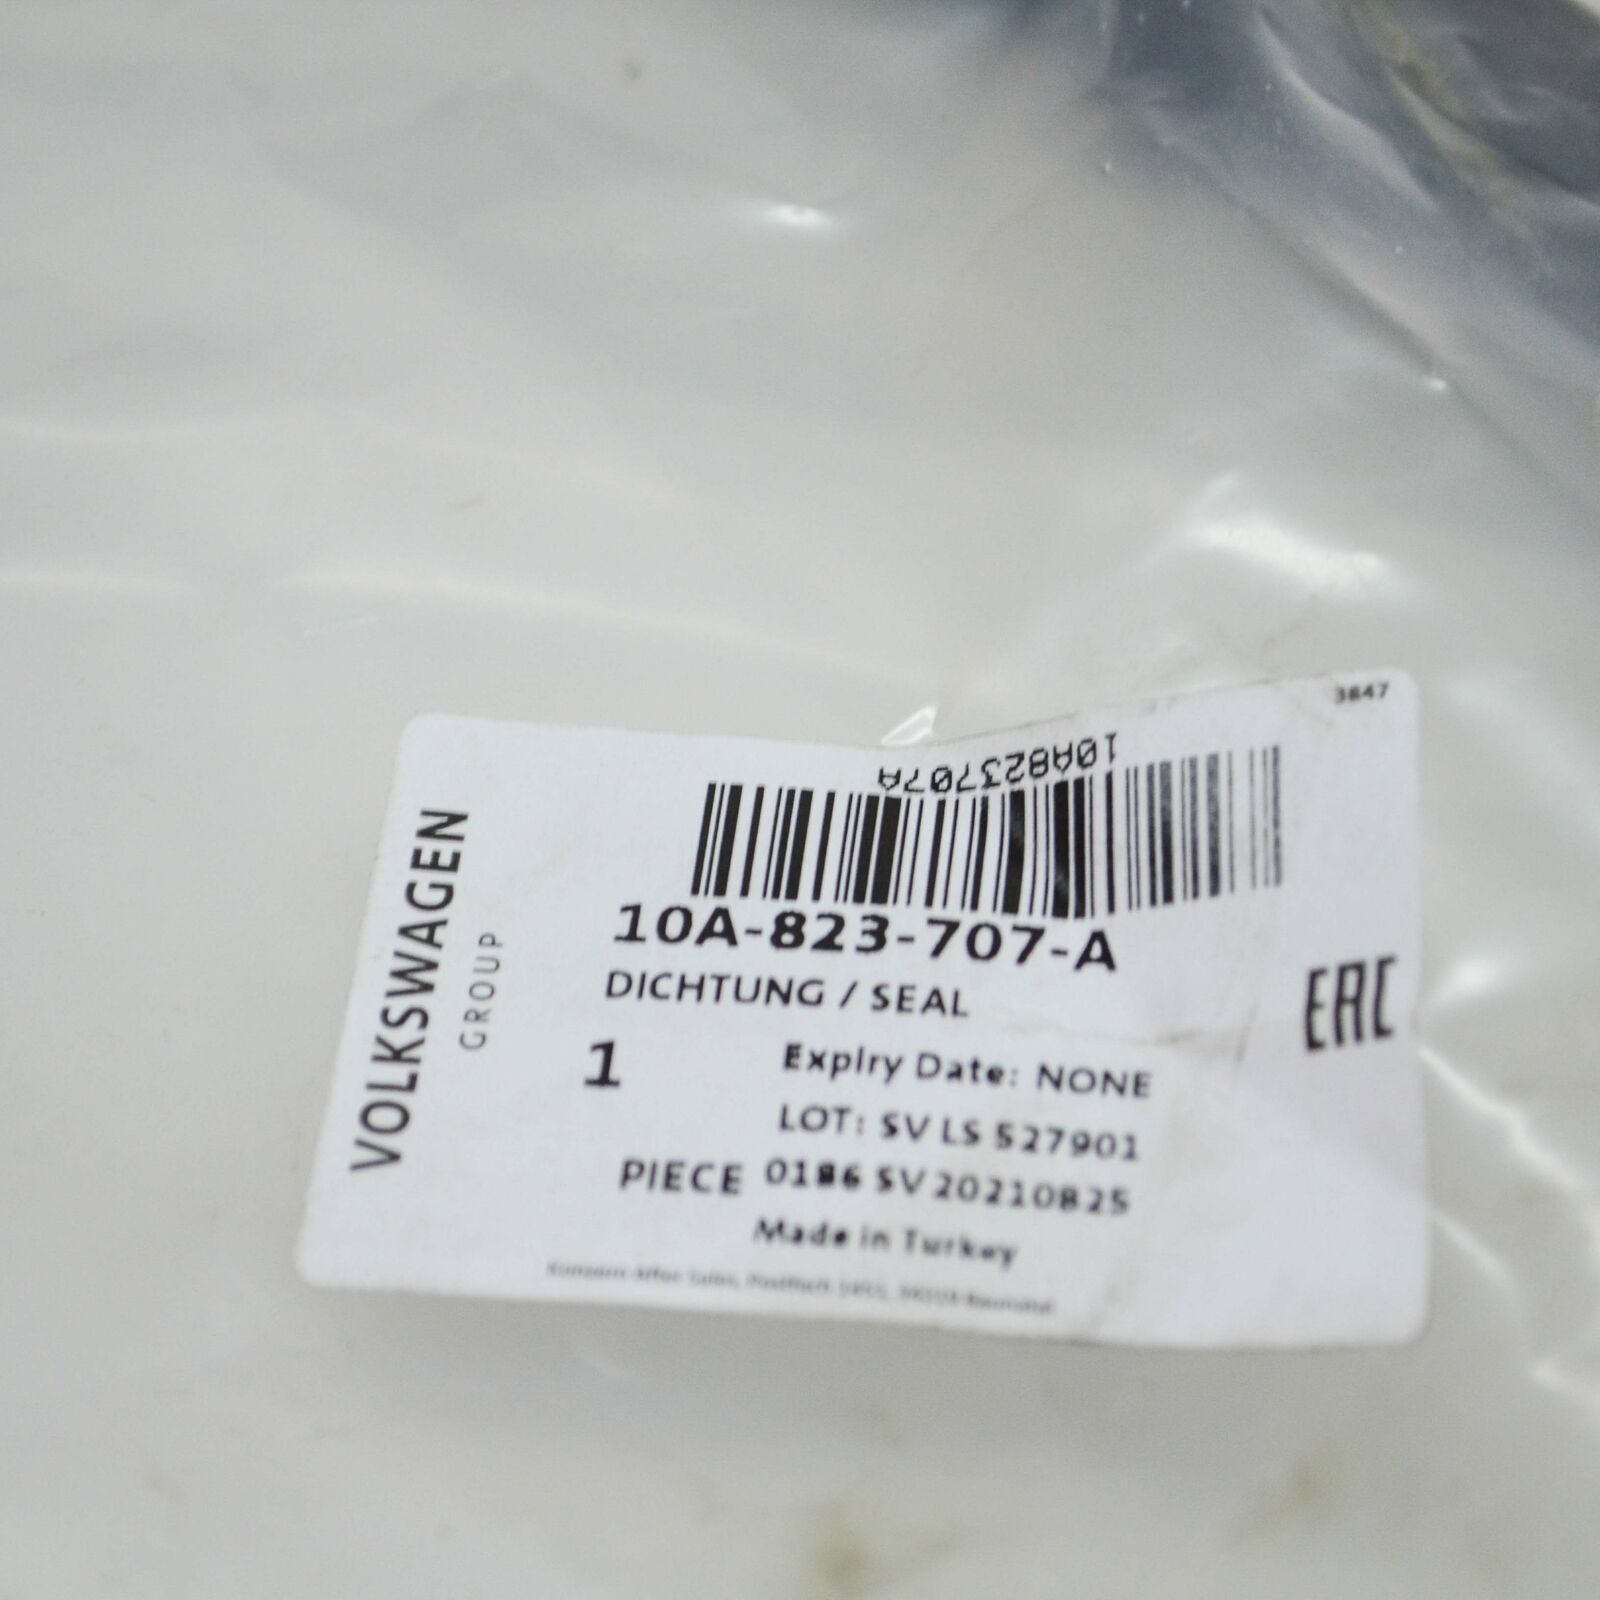 3847
10A823707A
VOLKSWAGEN
GROUP
10A-823-707-A
DICHTUNG / SEAL
EAC
1
Expiry Date: NONE
LOT: SV LS 527901
PIECE 0186 SV 20210825
Made in Turkey